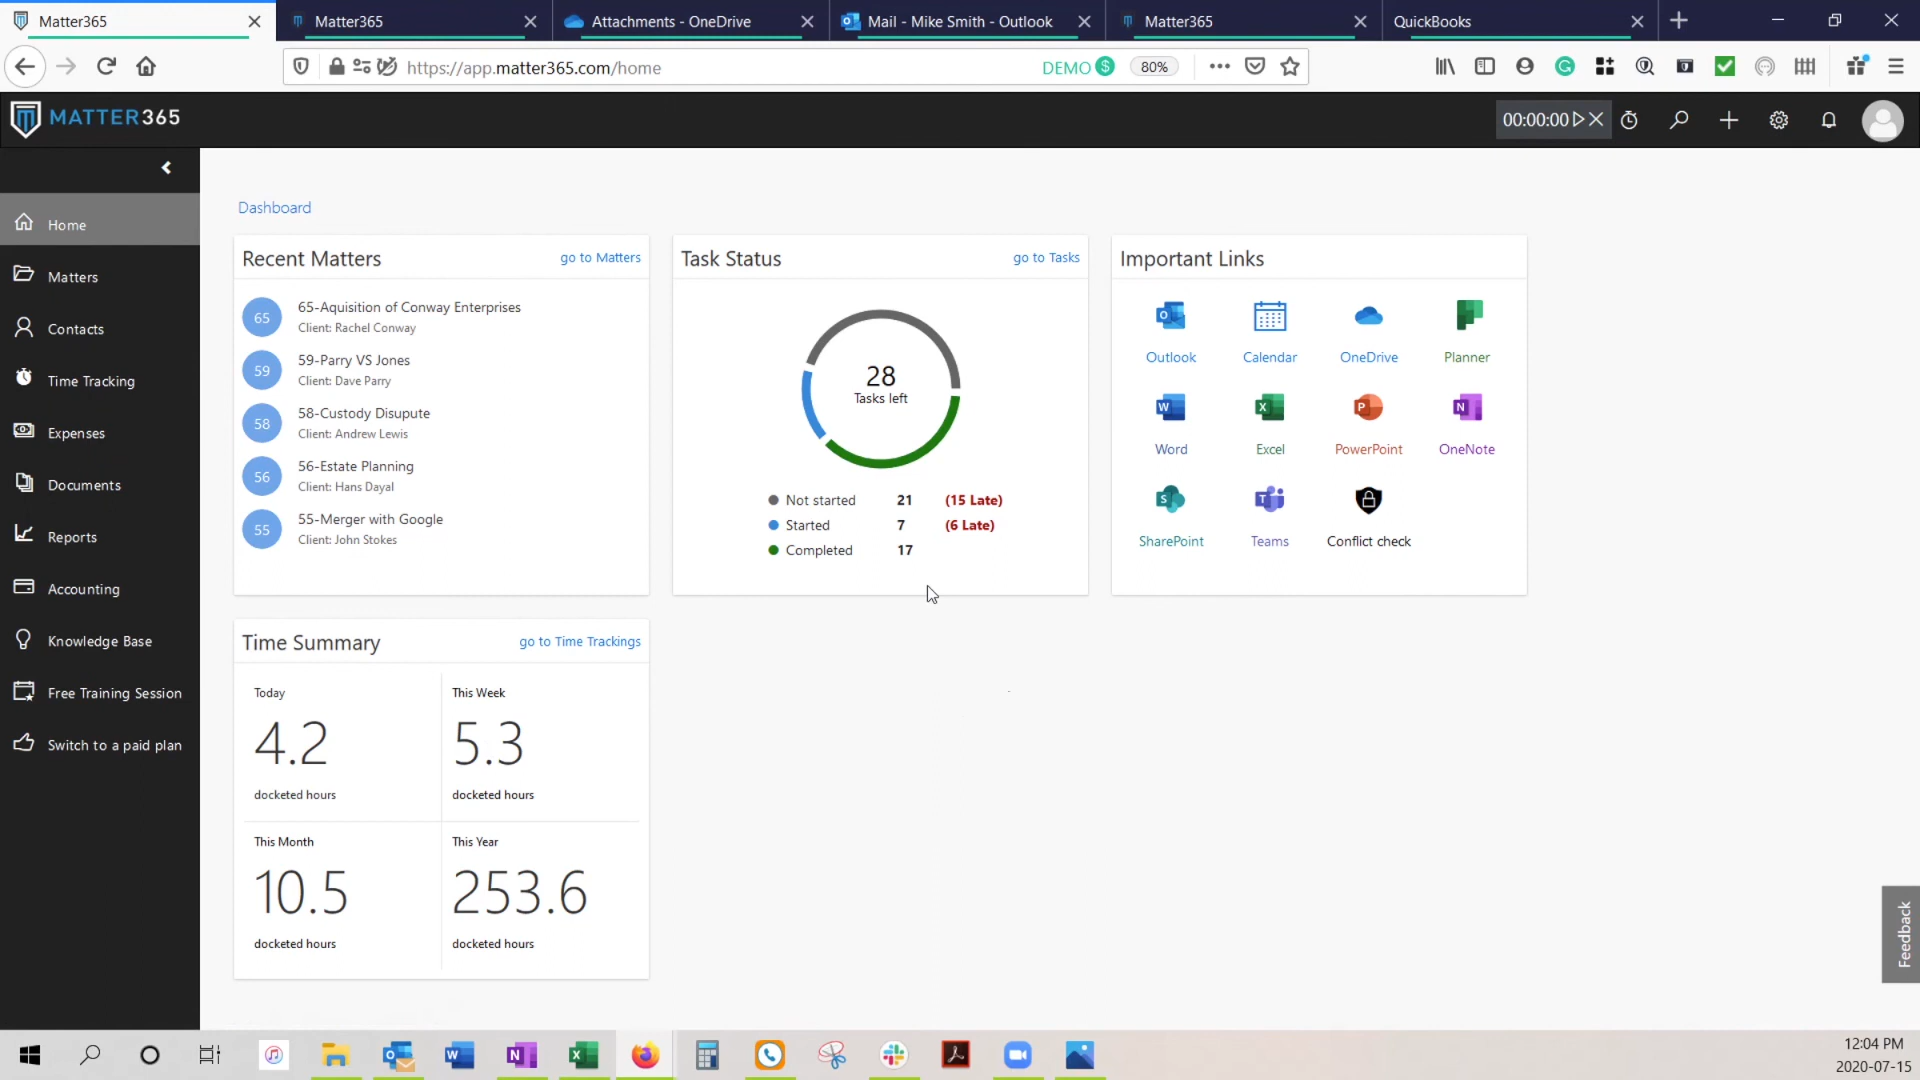 Matter365
Matter365
Attachments - OneDrive
Mail - Mike Smith - Outlook
Matter365
QuickBooks
https://app.matter365.com/home
DEMO
80%
MATTER365
00:00:00
Home
Matters
Contacts
Time Tracking
Expenses
Documents
Reports
Accounting
Knowledge Base
Free Training Session
Switch to a paid plan
Dashboard
Recent Matters
go to Matters
65
65-Aquisition of Conway Enterprises
Client: Rachel Conway
59
59-Parry VS Jones
Client: Dave Parry
58
58-Custody Disupute
Client: Andrew Lewis
56
56-Estate Planning
Client: Hans Dayal
55
55-Merger with Google
Client: John Stokes
Task Status
go to Tasks
28
Tasks left
Not started 21 (15 Late)
Started 7 (6 Late)
Completed 17
Important Links
Outlook
Calendar
OneDrive
Planner
Word
Excel
PowerPoint
OneNote
SharePoint
Teams
Conflict check
Time Summary
go to Time Trackings
Today
4.2
docketed hours
This Week
5.3
docketed hours
This Month
10.5
docketed hours
This Year
253.6
docketed hours
Feedback
12:04 PM
2020-07-15